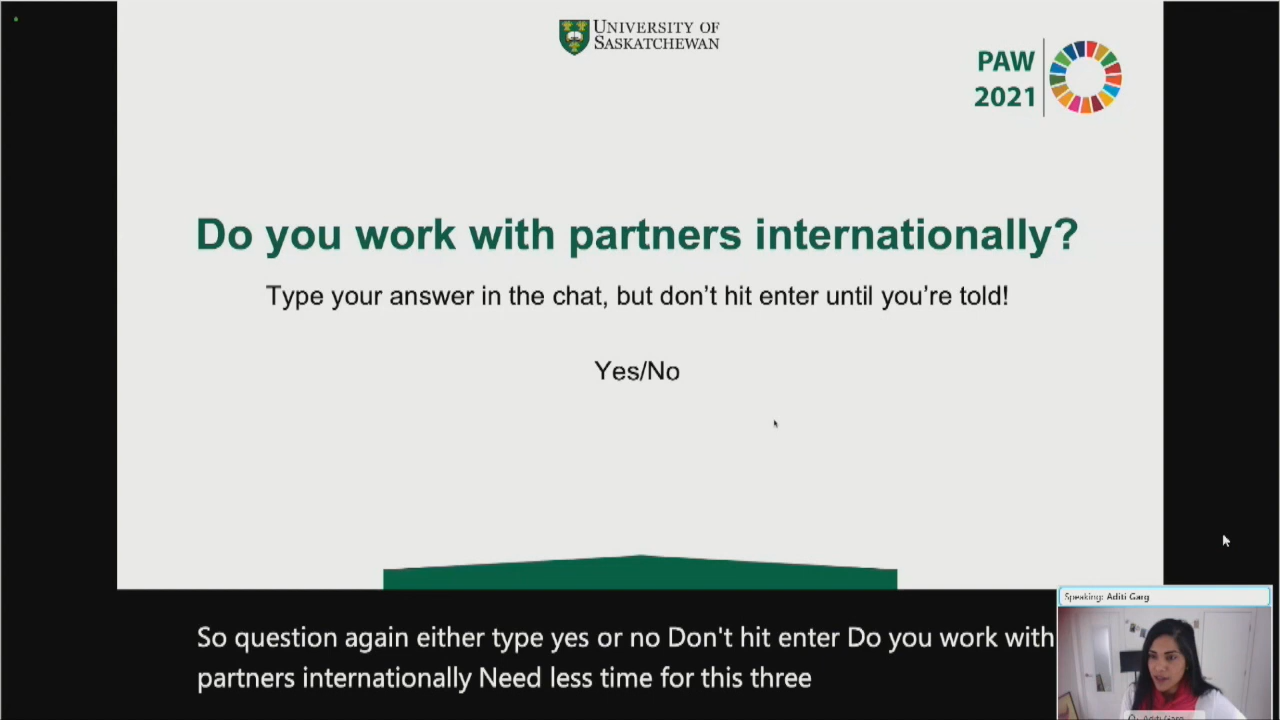 UNIVERSITY OF
SASKATCHEWAN
PAW
2021
Do you work with partners internationally?
Type your answer in the chat, but don’t hit enter until you’re told!
Yes/No
So question again either type yes or no Don't hit enter Do you work with
partners internationally Need less time for this three
Speaking: Aditi Garg
Aditi Garg